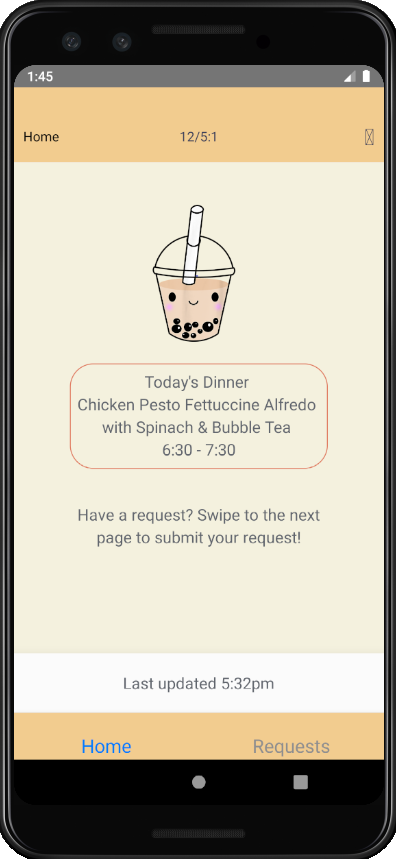 1:45
Home 12/5:1
Today's Dinner
Chicken Pesto Fettuccine Alfredo
with Spinach & Bubble Tea
6:30 - 7:30
Have a request? Swipe to the next
page to submit your request!
Last updated 5:32pm
Home Requests